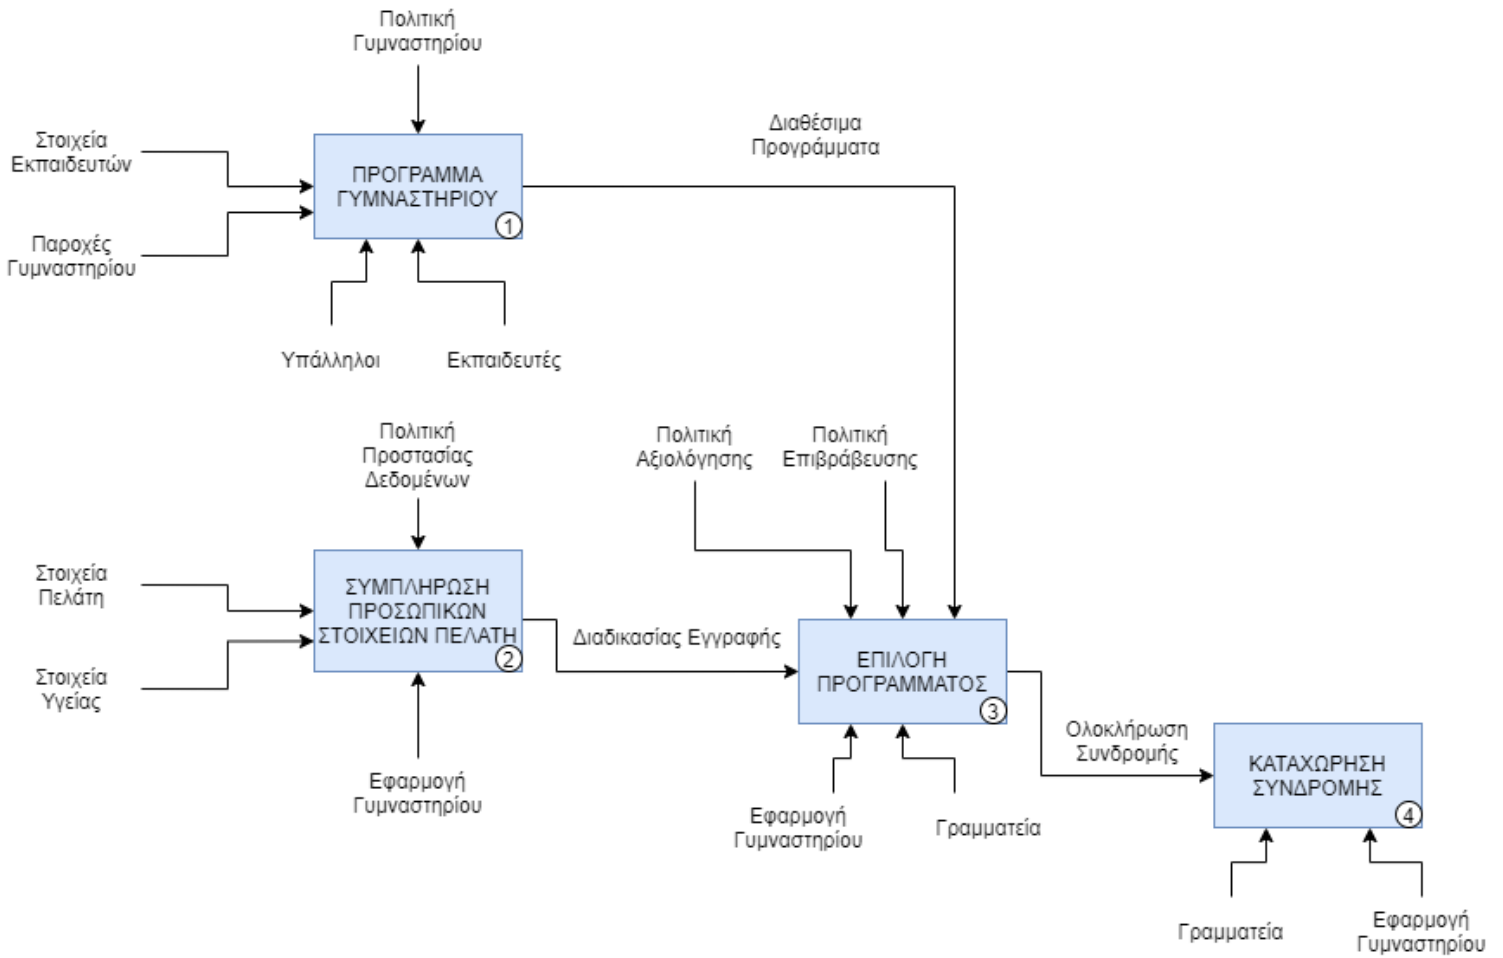 Πολιτική
Γυμναστηρίου
Στοιχεία
Εκπαιδευτών
Διαθέσιμα
Προγράμματα
ΠΡΟΓΡΑΜΜΑ
ΓΥΜΝΑΣΤΗΡΙΟΥ
1
Παροχές
Γυμναστηρίου
Υπάλληλοι
Εκπαιδευτές
Πολιτική
Προστασίας
Δεδομένων
Πολιτική
Αξιολόγησης
Πολιτική
Επιβράβευσης
Στοιχεία
Πελάτη
ΣΥΜΠΛΗΡΩΣΗ
ΠΡΟΣΩΠΙΚΩΝ
ΣΤΟΙΧΕΙΩΝ ΠΕΛΑΤΗ
2
Διαδικασίας Εγγραφής
Στοιχεία
Υγείας
ΕΠΙΛΟΓΗ
ΠΡΟΓΡΑΜΜΑΤΟΣ
3
Ολοκλήρωση
Συνδρομής
Εφαρμογή
Γυμναστηρίου
Εφαρμογή
Γυμναστηρίου
Γραμματεία
ΚΑΤΑΧΩΡΗΣΗ
ΣΥΝΔΡΟΜΗΣ
4
Γραμματεία
Εφαρμογή
Γυμναστηρίου